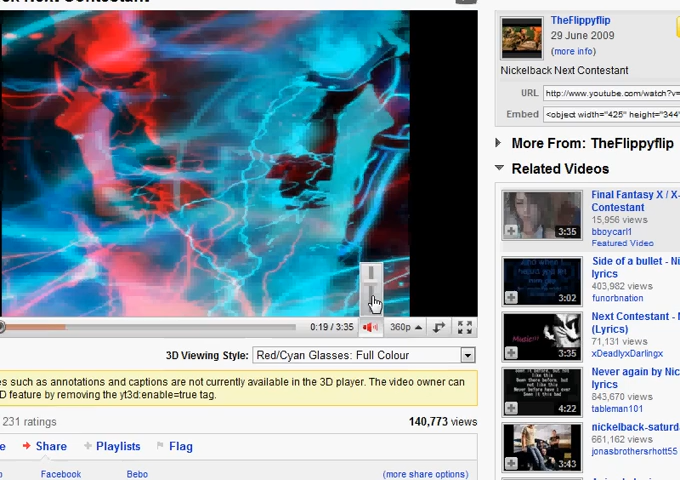 Next Contestant
TheFlippyflip
29 June 2009
(more info)
Nickelback Next Contestant
URL http://www.youtube.com/watch?v=
Embed <object width="425" height="344"
More From: TheFlippyflip
Related Videos
Final Fantasy X / X-
Contestant
15,956 views
bboycarl1
Featured Video
3:35
Side of a bullet - Ni
lyrics
403,982 views
funorbnation
3:02
Next Contestant - N
(Lyrics)
71,131 views
xDeadlyxDarlingx
Music!!!
3:35
Never again by Nic
lyrics
843,670 views
tableman101
4:22
nickelback-saturda
661,162 views
jonasbrothersrhott55
3:43
0:19 / 3:35 360p
3D Viewing Style: Red/Cyan Glasses: Full Colour
es such as annotations and captions are not currently available in the 3D player. The video owner can
D feature by removing the yt3d:enable=true tag.
231 ratings 140,773 views
e Share Playlists Flag
Facebook Bebo (more share options)